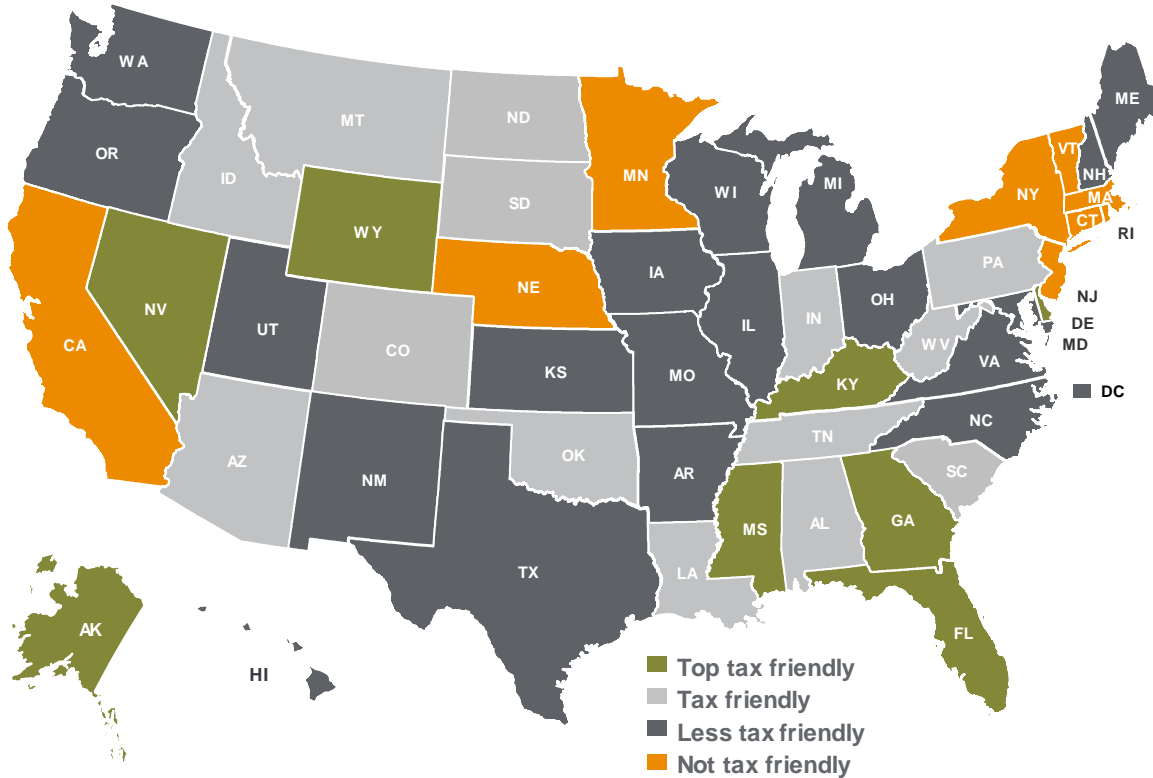 WA
ME
MT
ND
VT
OR
MN
NH
ID
WI
MI
NY
MA
SD
CT
WY
RI
PA
IA
NE
NJ
OH
NV
IL
IN
DE
UT
CA
CO
WV
MD
VA
KS
MO
KY
DC
NC
TN
OK
AZ
SC
NM
AR
GA
MS
AL
TX
LA
AK
FL
HI
Top tax friendly
Tax friendly
Less tax friendly
Not tax friendly